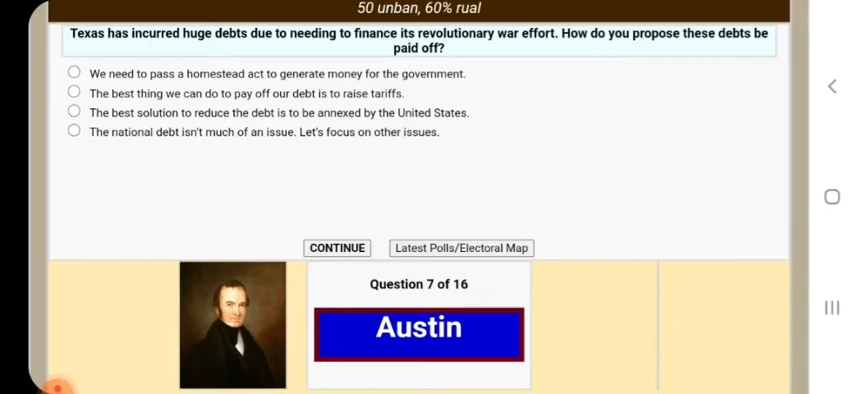 50 unban, 60% rual
Texas has incurred huge debts due to needing to finance its revolutionary war effort. How do you propose these debts be
paid off?
We need to pass a homestead act to generate money for the government.
The best thing we can do to pay off our debt is to raise tariffs.
The best solution to reduce the debt is to be annexed by the United States.
The national debt isn't much of an issue. Let's focus on other issues.
CONTINUE
Latest Polls/Electoral Map
Question 7 of 16
Austin